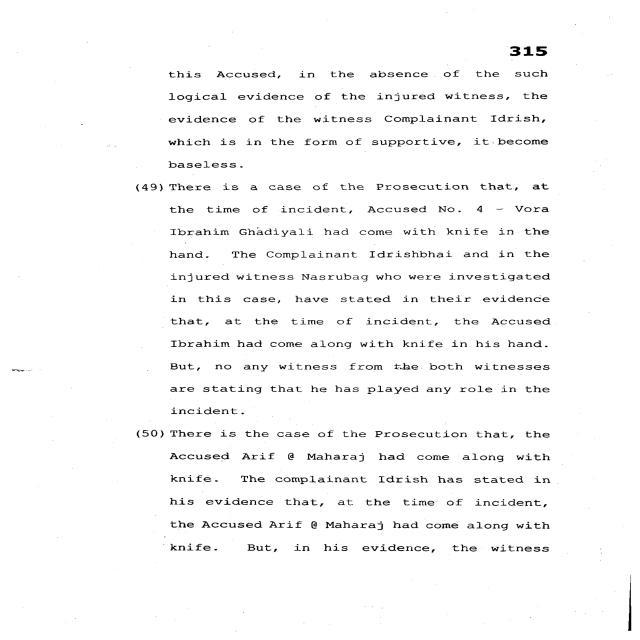 315
this Accused, in the absence of the such
logical evidence of the injured witness, the
evidence of the witness Complainant Idrish,
which is in the form of supportive, it become
baseless.
(49) There is a case of the Prosecution that, at
the time of incident, Accused No. 4 - Vora
Ibrahim Ghadiyali had come with knife in the
hand. The Complainant Idrishbhai and in the
injured witness Nasrubag who were investigated
in this case, have stated in their evidence
that, at the time of incident, the Accused
Ibrahim had come along with knife in his hand.
But, no any witness from the both witnesses
are stating that he has played any role in the
incident.
(50) There is the case of the Prosecution that, the
Accused Arif @ Maharaj had come along with
knife. The complainant Idrish has stated in
his evidence that, at the time of incident,
the Accused Arif @ Maharaj had come along with
knife. But, in his evidence, the witness